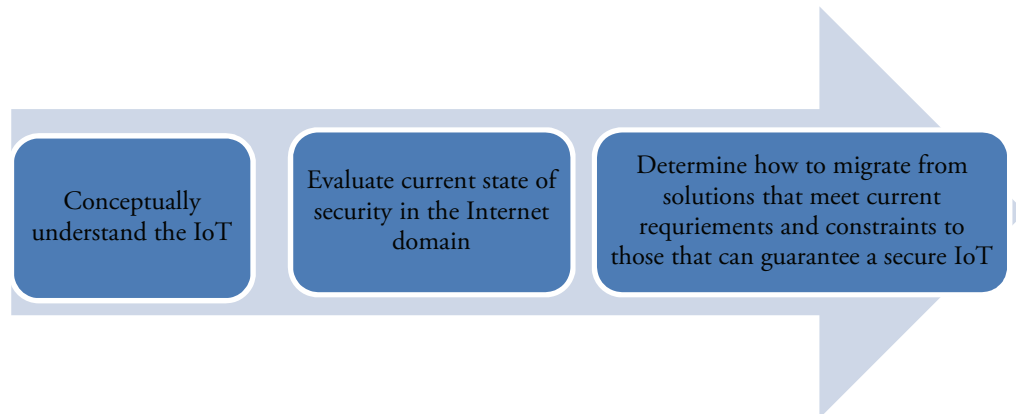 Conceptually
understand the IoT
Evaluate current state of
security in the Internet
domain
Determine how to migrate from
solutions that meet current
requriements and constraints to
those that can guarantee a secure IoT